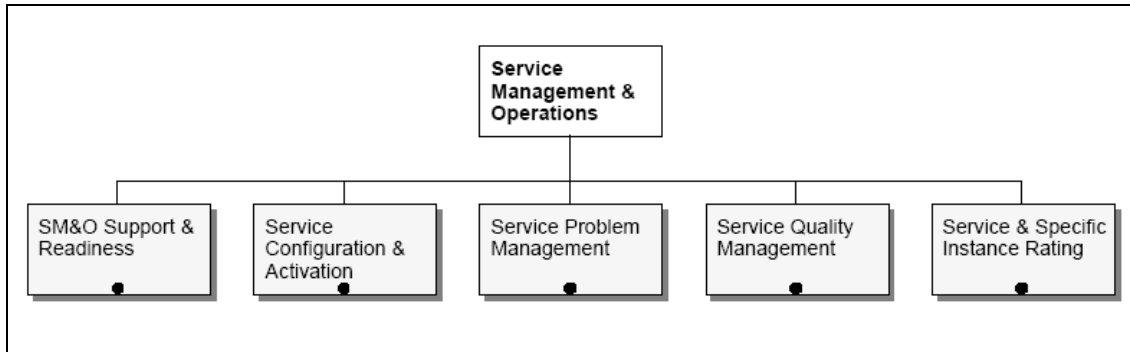 Service
Management &
Operations
SM&O Support &
Readiness
Service
Configuration &
Activation
Service Problem
Management
Service Quality
Management
Service & Specific
Instance Rating